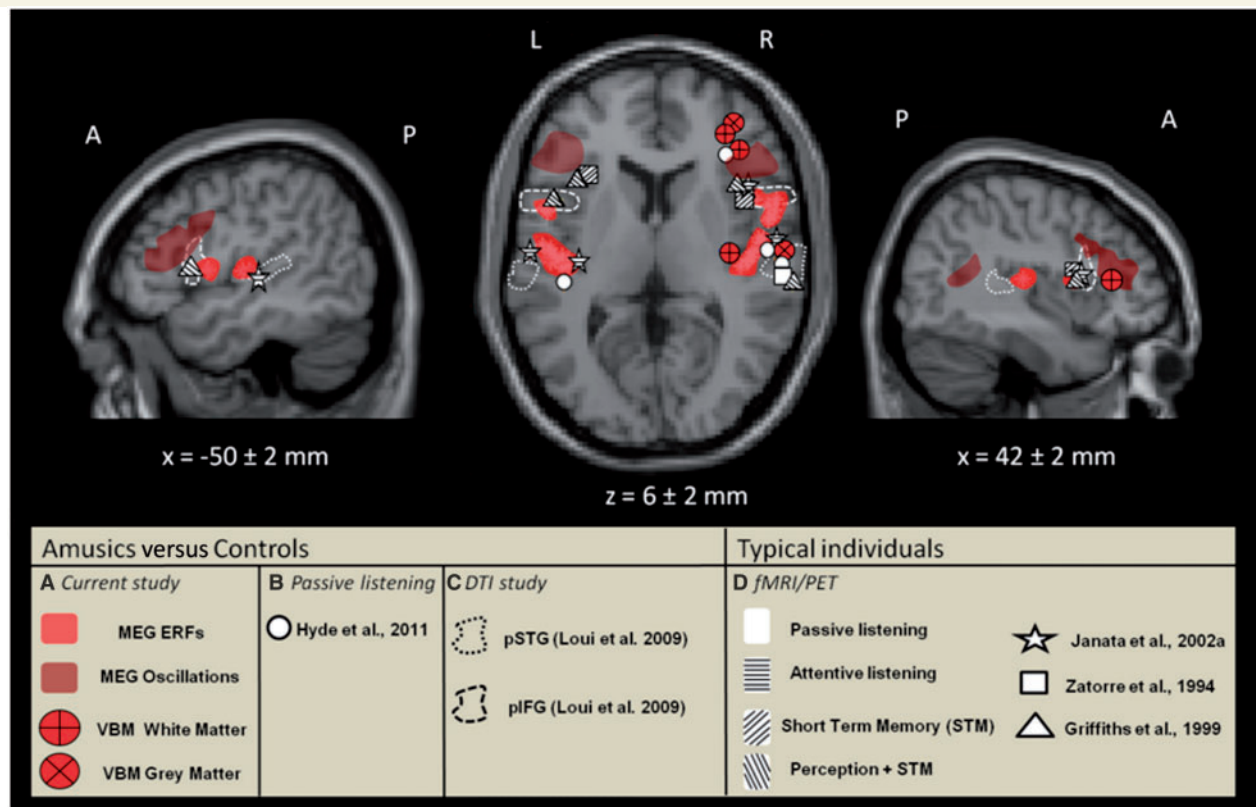 L R
A P P A
x = -50 ± 2 mm
z = 6 ± 2 mm
x = 42 ± 2 mm
Amusics versus Controls
Typical individuals
A Current study
MEG ERFs
MEG Oscillations
VBM White Matter
VBM Grey Matter
B Passive listening
Hyde et al., 2011
C DTI study
pSTG (Loui et al. 2009)
pIFG (Loui et al. 2009)
D fMRI/PET
Passive listening
Attentive listening
Short Term Memory (STM)
Perception + STM
Janata et al., 2002a
Zatorre et al., 1994
Griffiths et al., 1999